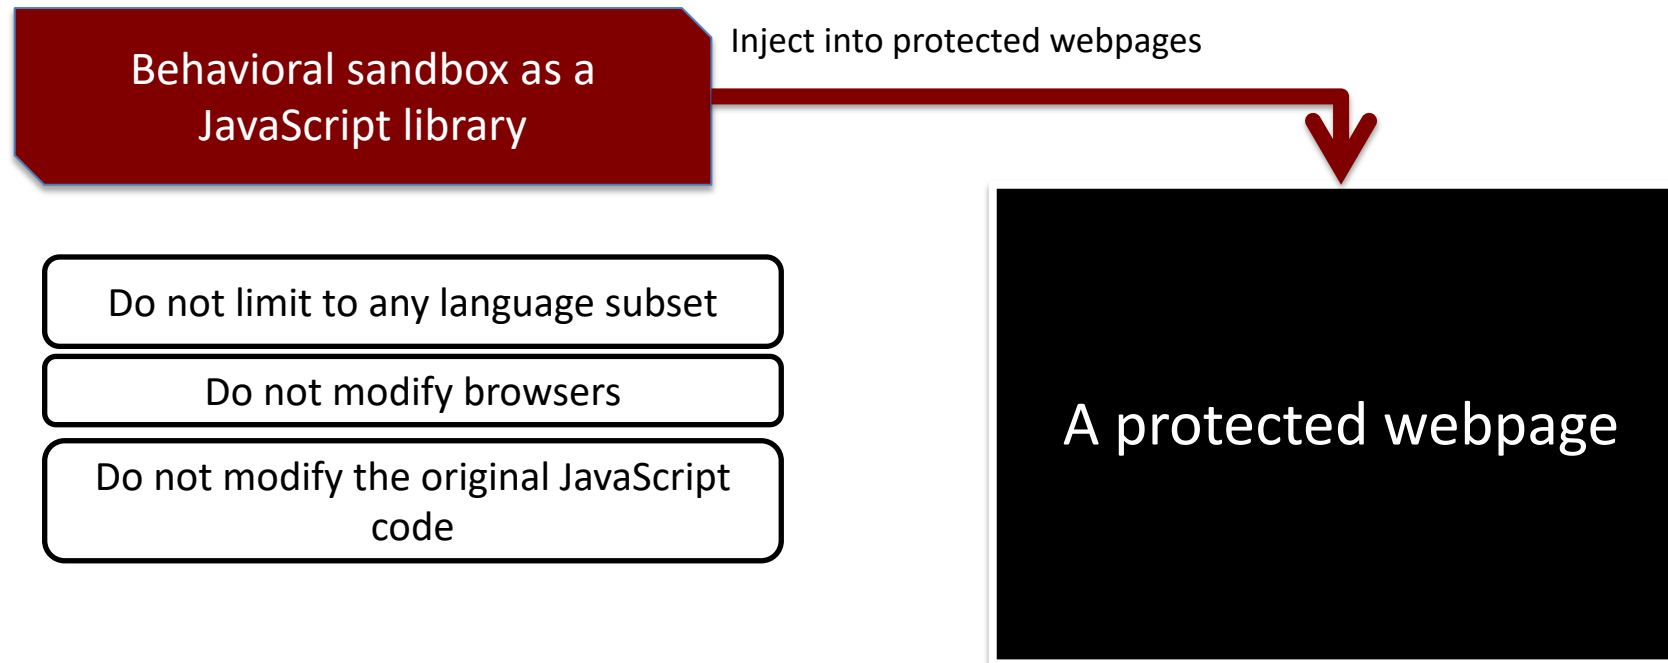 Behavioral sandbox as a
JavaScript library
Inject into protected webpages
Do not limit to any language subset
Do not modify browsers
Do not modify the original JavaScript
code
A protected webpage